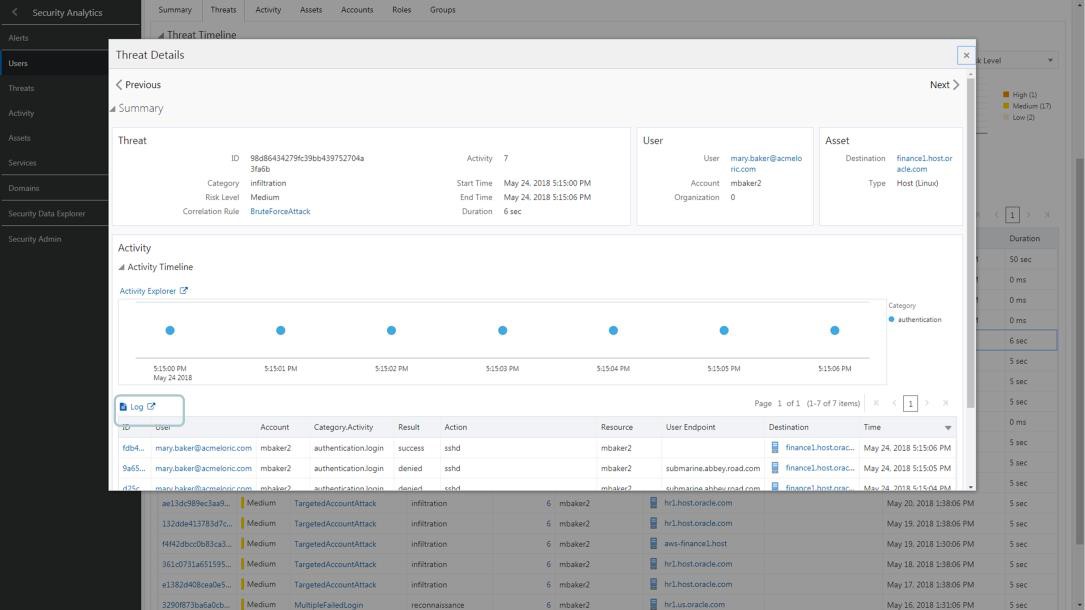 Security Analytics
Summary Threats Activity Assets Accounts Roles Groups
Alerts
Users
Threats
Activity
Assets
Services
Domains
Security Data Explorer
Security Admin
Threat Timeline
k Level
High (1)
Medium (17)
Low (2)
Threat Details
Previous Next
Summary
Threat
ID 98d86434279fc39bb439752704a
3fa6b
Category infiltration
Risk Level Medium
Correlation Rule BruteForceAttack
Activity 7
Start Time May 24, 2018 5:15:00 PM
End Time May 24, 2018 5:15:06 PM
Duration 6 sec
User
User mary.baker@acmelo
ric.com
Account mbaker2
Organization 0
Asset
Destination finance1.host.or
acle.com
Type Host (Linux)
Activity
Activity Timeline
Activity Explorer
Category
authentication
5:15:00 PM 5:15:01 PM 5:15:02 PM 5:15:03 PM 5:15:04 PM 5:15:05 PM 5:15:06 PM
May 24 2018
Log
Page 1 of 1 (1-7 of 7 items) 1
ID User Account Category.Activity Result Action Resource User Endpoint Destination Time
fdb4... mary.baker@acmeloric.com mbaker2 authentication.login success sshd mbaker2 finance1.host.orac... May 24, 2018 5:15:06 PM
9a65... mary.baker@acmeloric.com mbaker2 authentication.login denied sshd submarine.abbey.road.com finance1.host.orac... May 24, 2018 5:15:05 PM
d25c... mary.baker@acmeloric.com mbaker2 authentication.login denied sshd mbaker2 submarine.abbey.road.com finance1.host.orac... May 24, 2018 5:15:04 PM
1
Duration
50 sec
0 ms
0 ms
0 ms
6 sec
5 sec
5 sec
5 sec
0 ms
5 sec
5 sec
5 sec
ae13dc989ec3aa9... Medium TargetedAccountAttack infiltration 6 mbaker2 hr1.host.oracle.com May 20, 2018 1:38:06 PM 5 sec
132dde413783d7c... Medium TargetedAccountAttack infiltration 6 mbaker2 hr1.host.oracle.com May 19, 2018 1:38:06 PM 5 sec
f4f42dbcc0b83ca3... Medium TargetedAccountAttack infiltration 6 mbaker2 aws-finance1.host May 19, 2018 1:30:06 PM 5 sec
361c0731a651595... Medium TargetedAccountAttack infiltration 6 mbaker2 hr1.host.oracle.com May 18, 2018 1:38:06 PM 5 sec
e1382d408cea0e5... Medium TargetedAccountAttack infiltration 6 mbaker2 hr1.host.oracle.com May 17, 2018 1:38:06 PM 5 sec
3290f873ba6a0cb... Medium MultipleFailedLogin reconnaissance 6 mbaker2 hr1.us.oracle.com May 16, 2018 1:31:06 PM 5 sec